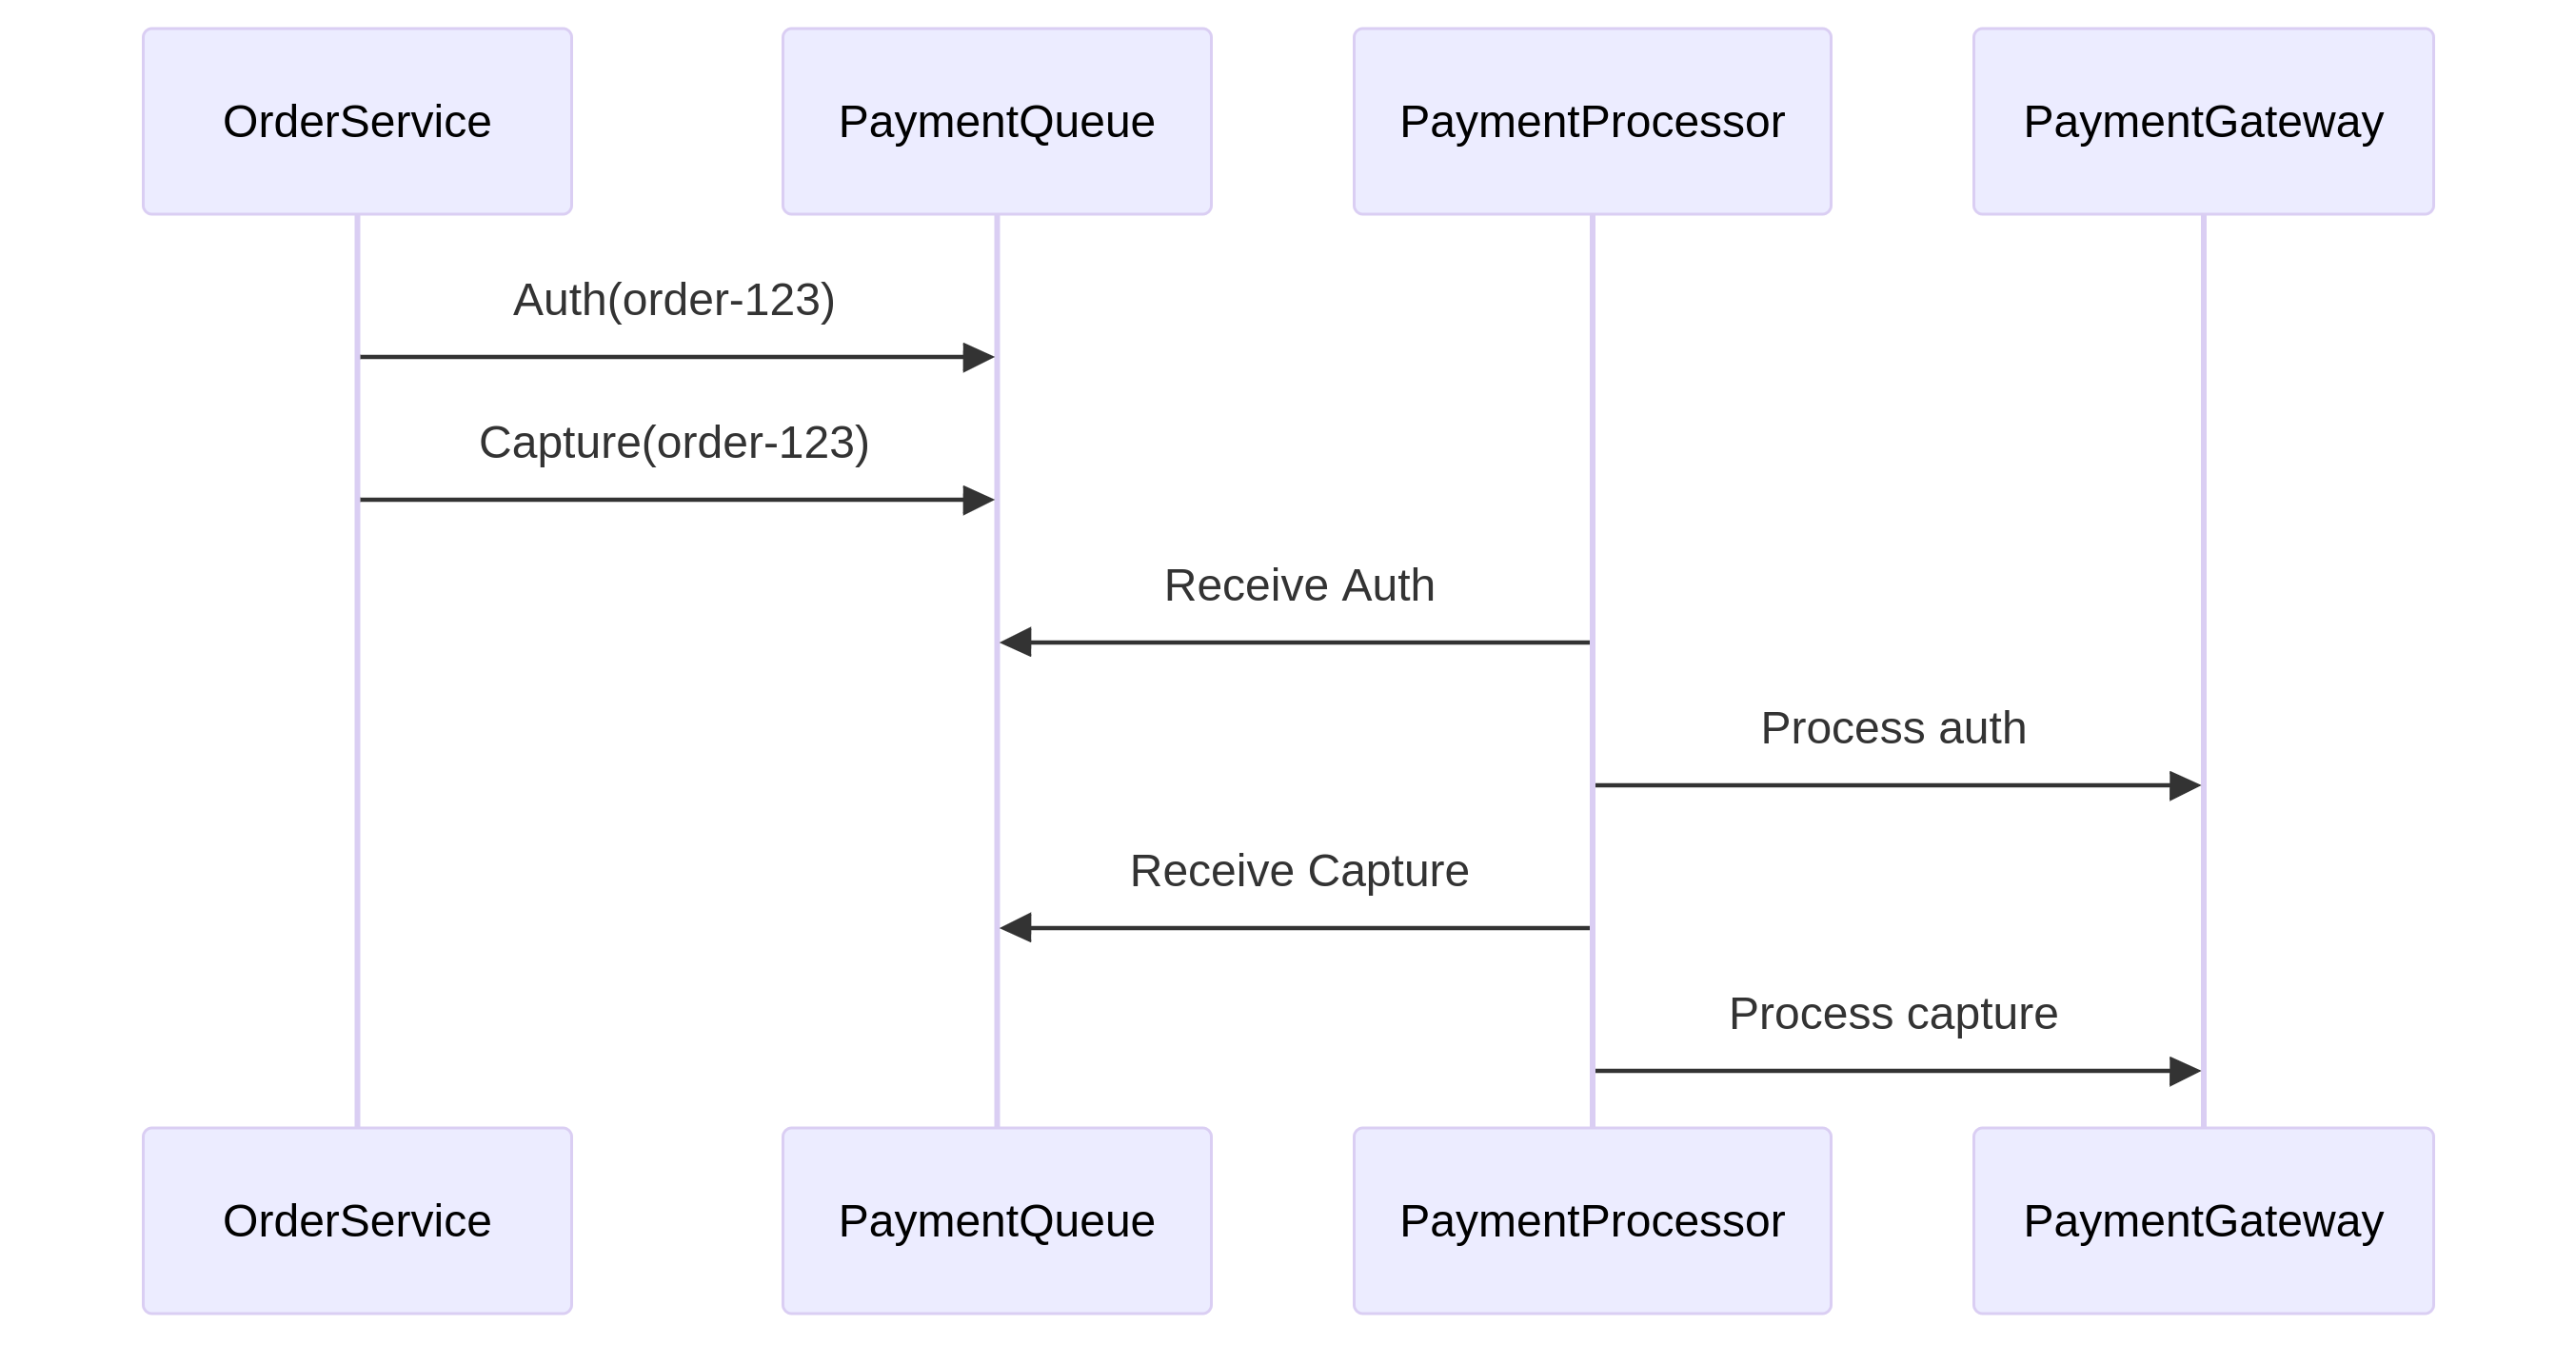 OrderService
PaymentQueue
PaymentProcessor
PaymentGateway
Auth(order-123)
Capture(order-123)
Receive Auth
Process auth
Receive Capture
Process capture
OrderService
PaymentQueue
PaymentProcessor
PaymentGateway